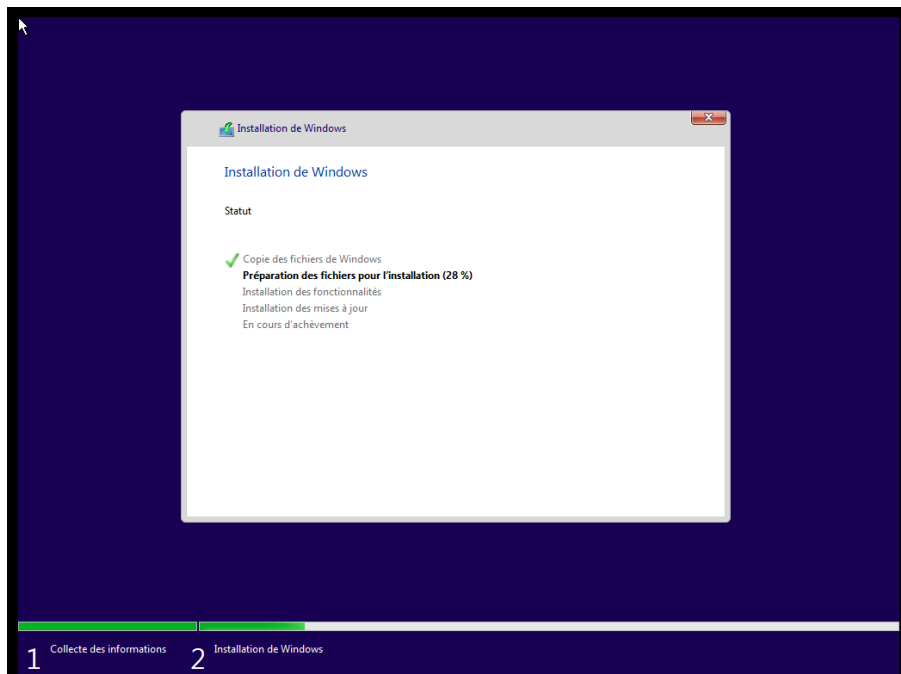 Installation de Windows
Installation de Windows
Statut
Copie des fichiers de Windows
Préparation des fichiers pour l'installation (28 %)
Installation des fonctionnalités
Installation des mises à jour
En cours d'achèvement
1 Collecte des informations
2 Installation de Windows